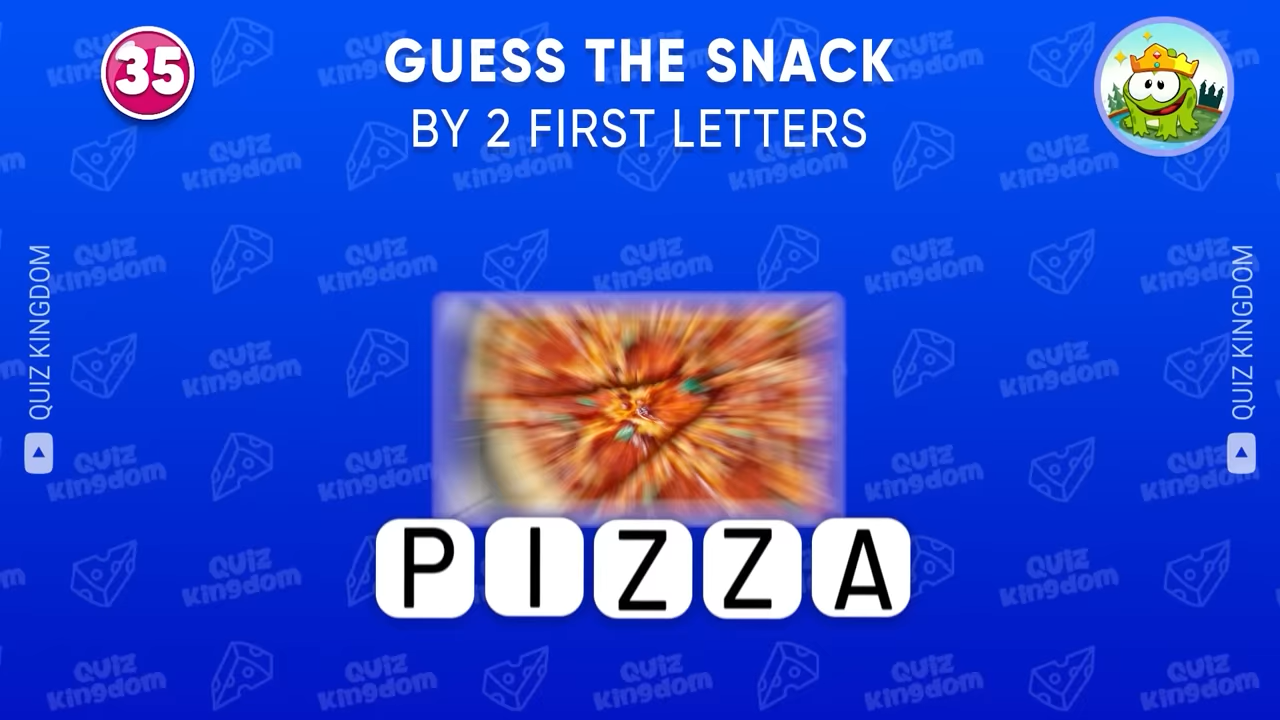 35
GUESS THE SNACK
BY 2 FIRST LETTERS
QUIZ KINGDOM
QUIZ KINGDOM
PIZZA